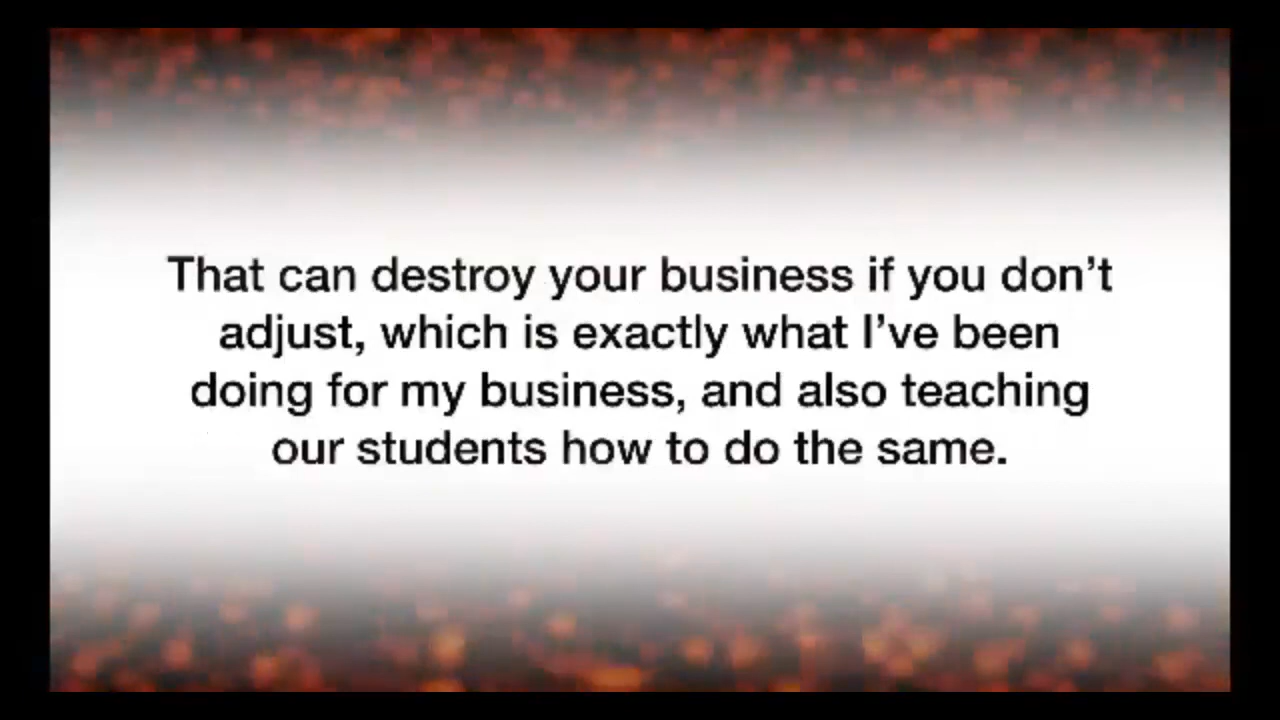 That can destroy your business if you don’t
adjust, which is exactly what I’ve been
doing for my business, and also teaching
our students how to do the same.